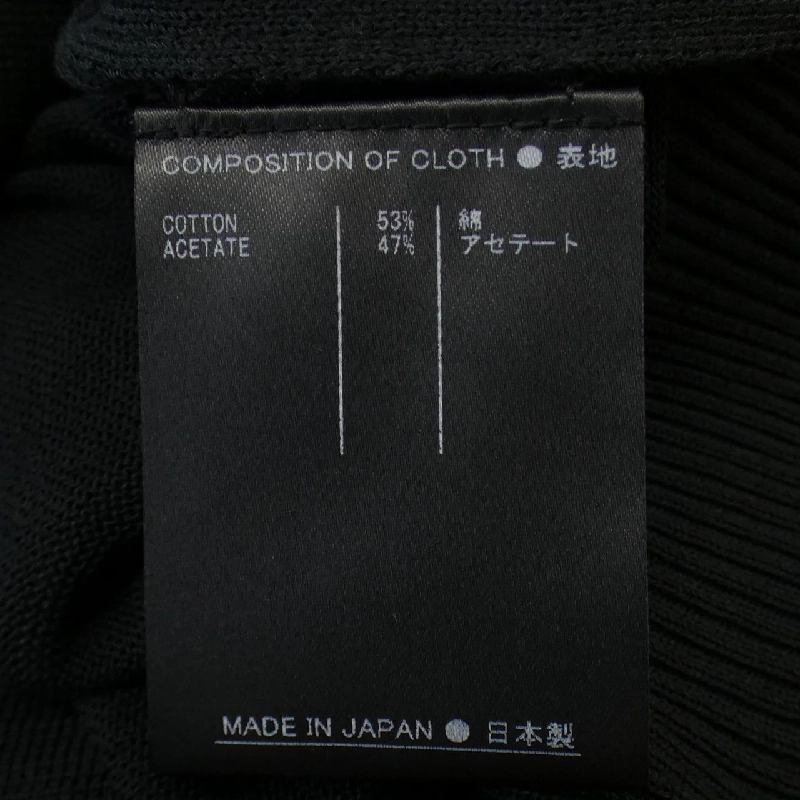 COMPOSITION OF CLOTH ● 表地
COTTON 53% 綿
ACETATE 47% アセテート
MADE IN JAPAN ● 日本製